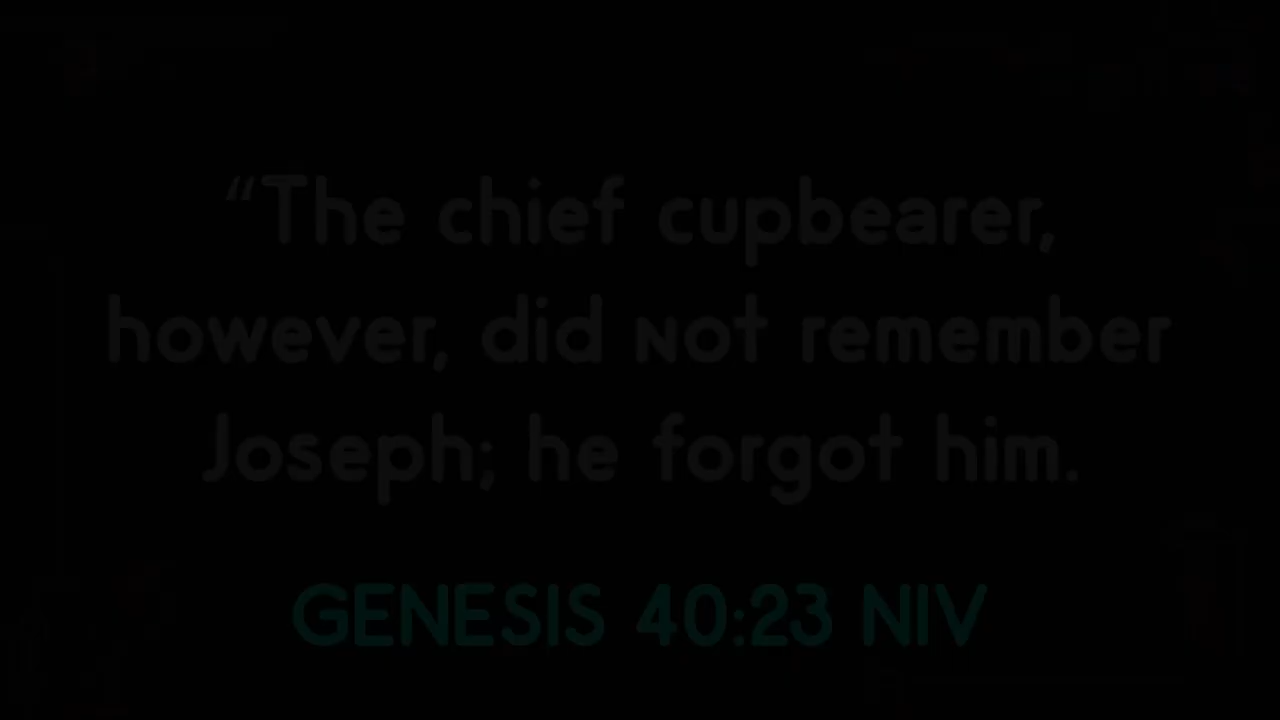 “The chief cupbearer,
however, did not remember
Joseph; he forgot him.
GENESIS 40:23 NIV